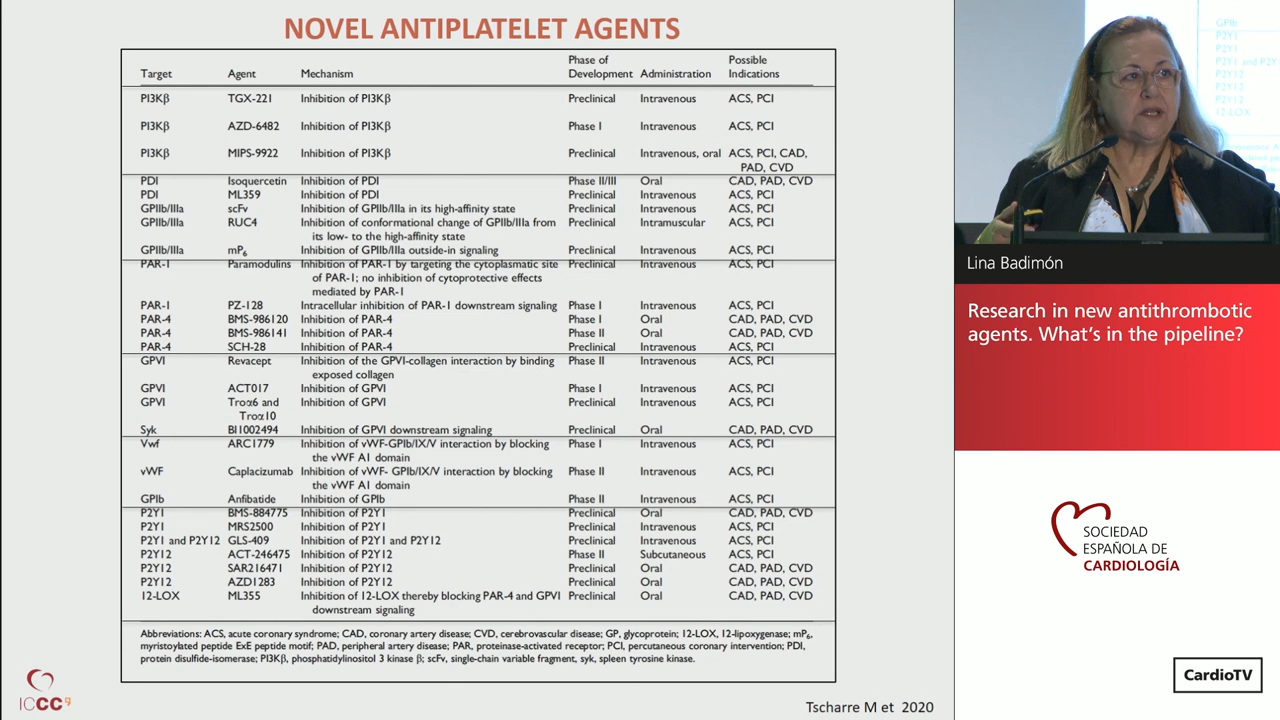 NOVEL ANTIPLATELET AGENTS
Target Agent Mechanism Phase of Development Administration Possible Indications
PI3Kβ TGX-221 Inhibition of PI3Kβ Preclinical Intravenous ACS, PCI
PI3Kβ AZD-6482 Inhibition of PI3Kβ Phase I Intravenous ACS, PCI
PI3Kβ MIPS-9922 Inhibition of PI3Kβ Preclinical Intravenous, oral ACS, PCI, CAD,
PAD, CVD
PDI Isoquercetin Inhibition of PDI Phase II/III Oral CAD, PAD, CVD
PDI ML359 Inhibition of PDI Preclinical Intravenous ACS, PCI
GPIIb/IIIa scFv Inhibition of GPIIb/IIIa in its high-affinity state Preclinical Intravenous ACS, PCI
GPIIb/IIIa RUC4 Inhibition of conformational change of GPIIb/IIIa from Preclinical Intramuscular ACS, PCI
its low- to the high-affinity state
GPIIb/IIIa mP₆ Inhibition of GPIIb/IIIa outside-in signaling Preclinical Intravenous ACS, PCI
PAR-1 Paramodulins Inhibition of PAR-1 by targeting the cytoplasmatic site Preclinical Intravenous ACS, PCI
of PAR-1; no inhibition of cytoprotective effects
mediated by PAR-1
PAR-1 PZ-128 Intracellular inhibition of PAR-1 downstream signaling Phase I Intravenous ACS, PCI
PAR-4 BMS-986120 Inhibition of PAR-4 Phase I Oral CAD, PAD, CVD
PAR-4 BMS-986141 Inhibition of PAR-4 Phase II Oral CAD, PAD, CVD
PAR-4 SCH-28 Inhibition of PAR-4 Preclinical Intravenous ACS, PCI
GPVI Revacept Inhibition of the GPVI-collagen interaction by binding Phase II Intravenous ACS, PCI
exposed collagen
GPVI ACT017 Inhibition of GPVI Phase I Intravenous ACS, PCI
GPVI Troα6 and Inhibition of GPVI Preclinical Intravenous ACS, PCI
Troα10
Syk BI1002494 Inhibition of GPVI downstream signaling Preclinical Oral CAD, PAD, CVD
Vwf ARC1779 Inhibition of vWF-GPIb/IX/V interaction by blocking Phase I Intravenous ACS, PCI
the vWF A1 domain
vWF Caplacizumab Inhibition of vWF- GPIb/IX/V interaction by blocking Phase II Intravenous ACS, PCI
the vWF A1 domain
GPIb Anfibatide Inhibition of GPIb Phase II Intravenous ACS, PCI
P2Y1 BMS-884775 Inhibition of P2Y1 Preclinical Oral CAD, PAD, CVD
P2Y1 MRS2500 Inhibition of P2Y1 Preclinical Intravenous ACS, PCI
P2Y1 and P2Y12 GLS-409 Inhibition of P2Y1 and P2Y12 Preclinical Intravenous ACS, PCI
P2Y12 ACT-246475 Inhibition of P2Y12 Phase II Subcutaneous ACS, PCI
P2Y12 SAR216471 Inhibition of P2Y12 Preclinical Oral CAD, PAD, CVD
P2Y12 AZD1283 Inhibition of P2Y12 Preclinical Oral CAD, PAD, CVD
12-LOX ML355 Inhibition of 12-LOX thereby blocking PAR-4 and GPVI Preclinical Oral CAD, PAD, CVD
downstream signaling
Abbreviations: ACS, acute coronary syndrome; CAD, coronary artery disease; CVD, cerebrovascular disease; GP, glycoprotein; 12-LOX, 12-lipoxygenase; mP₆,
myristoylated peptide ExE peptide motif; PAD, peripheral artery disease; PAR, proteinase-activated receptor; PCI, percutaneous coronary intervention; PDI,
protein disulfide-isomerase; PI3Kβ, phosphatidylinositol 3 kinase β; scFv, single-chain variable fragment, syk, spleen tyrosine kinase.
ICCC
Tscharre M et 2020
GPIb
P2Y1
P2Y1
P2Y1 and P2Y
P2Y12
P2Y12
P2Y12
12-LOX
Lina Badimón
Research in new antithrombotic
agents. What's in the pipeline?
SOCIEDAD
ESPAÑOLA DE
CARDIOLOGÍA
CardioTV